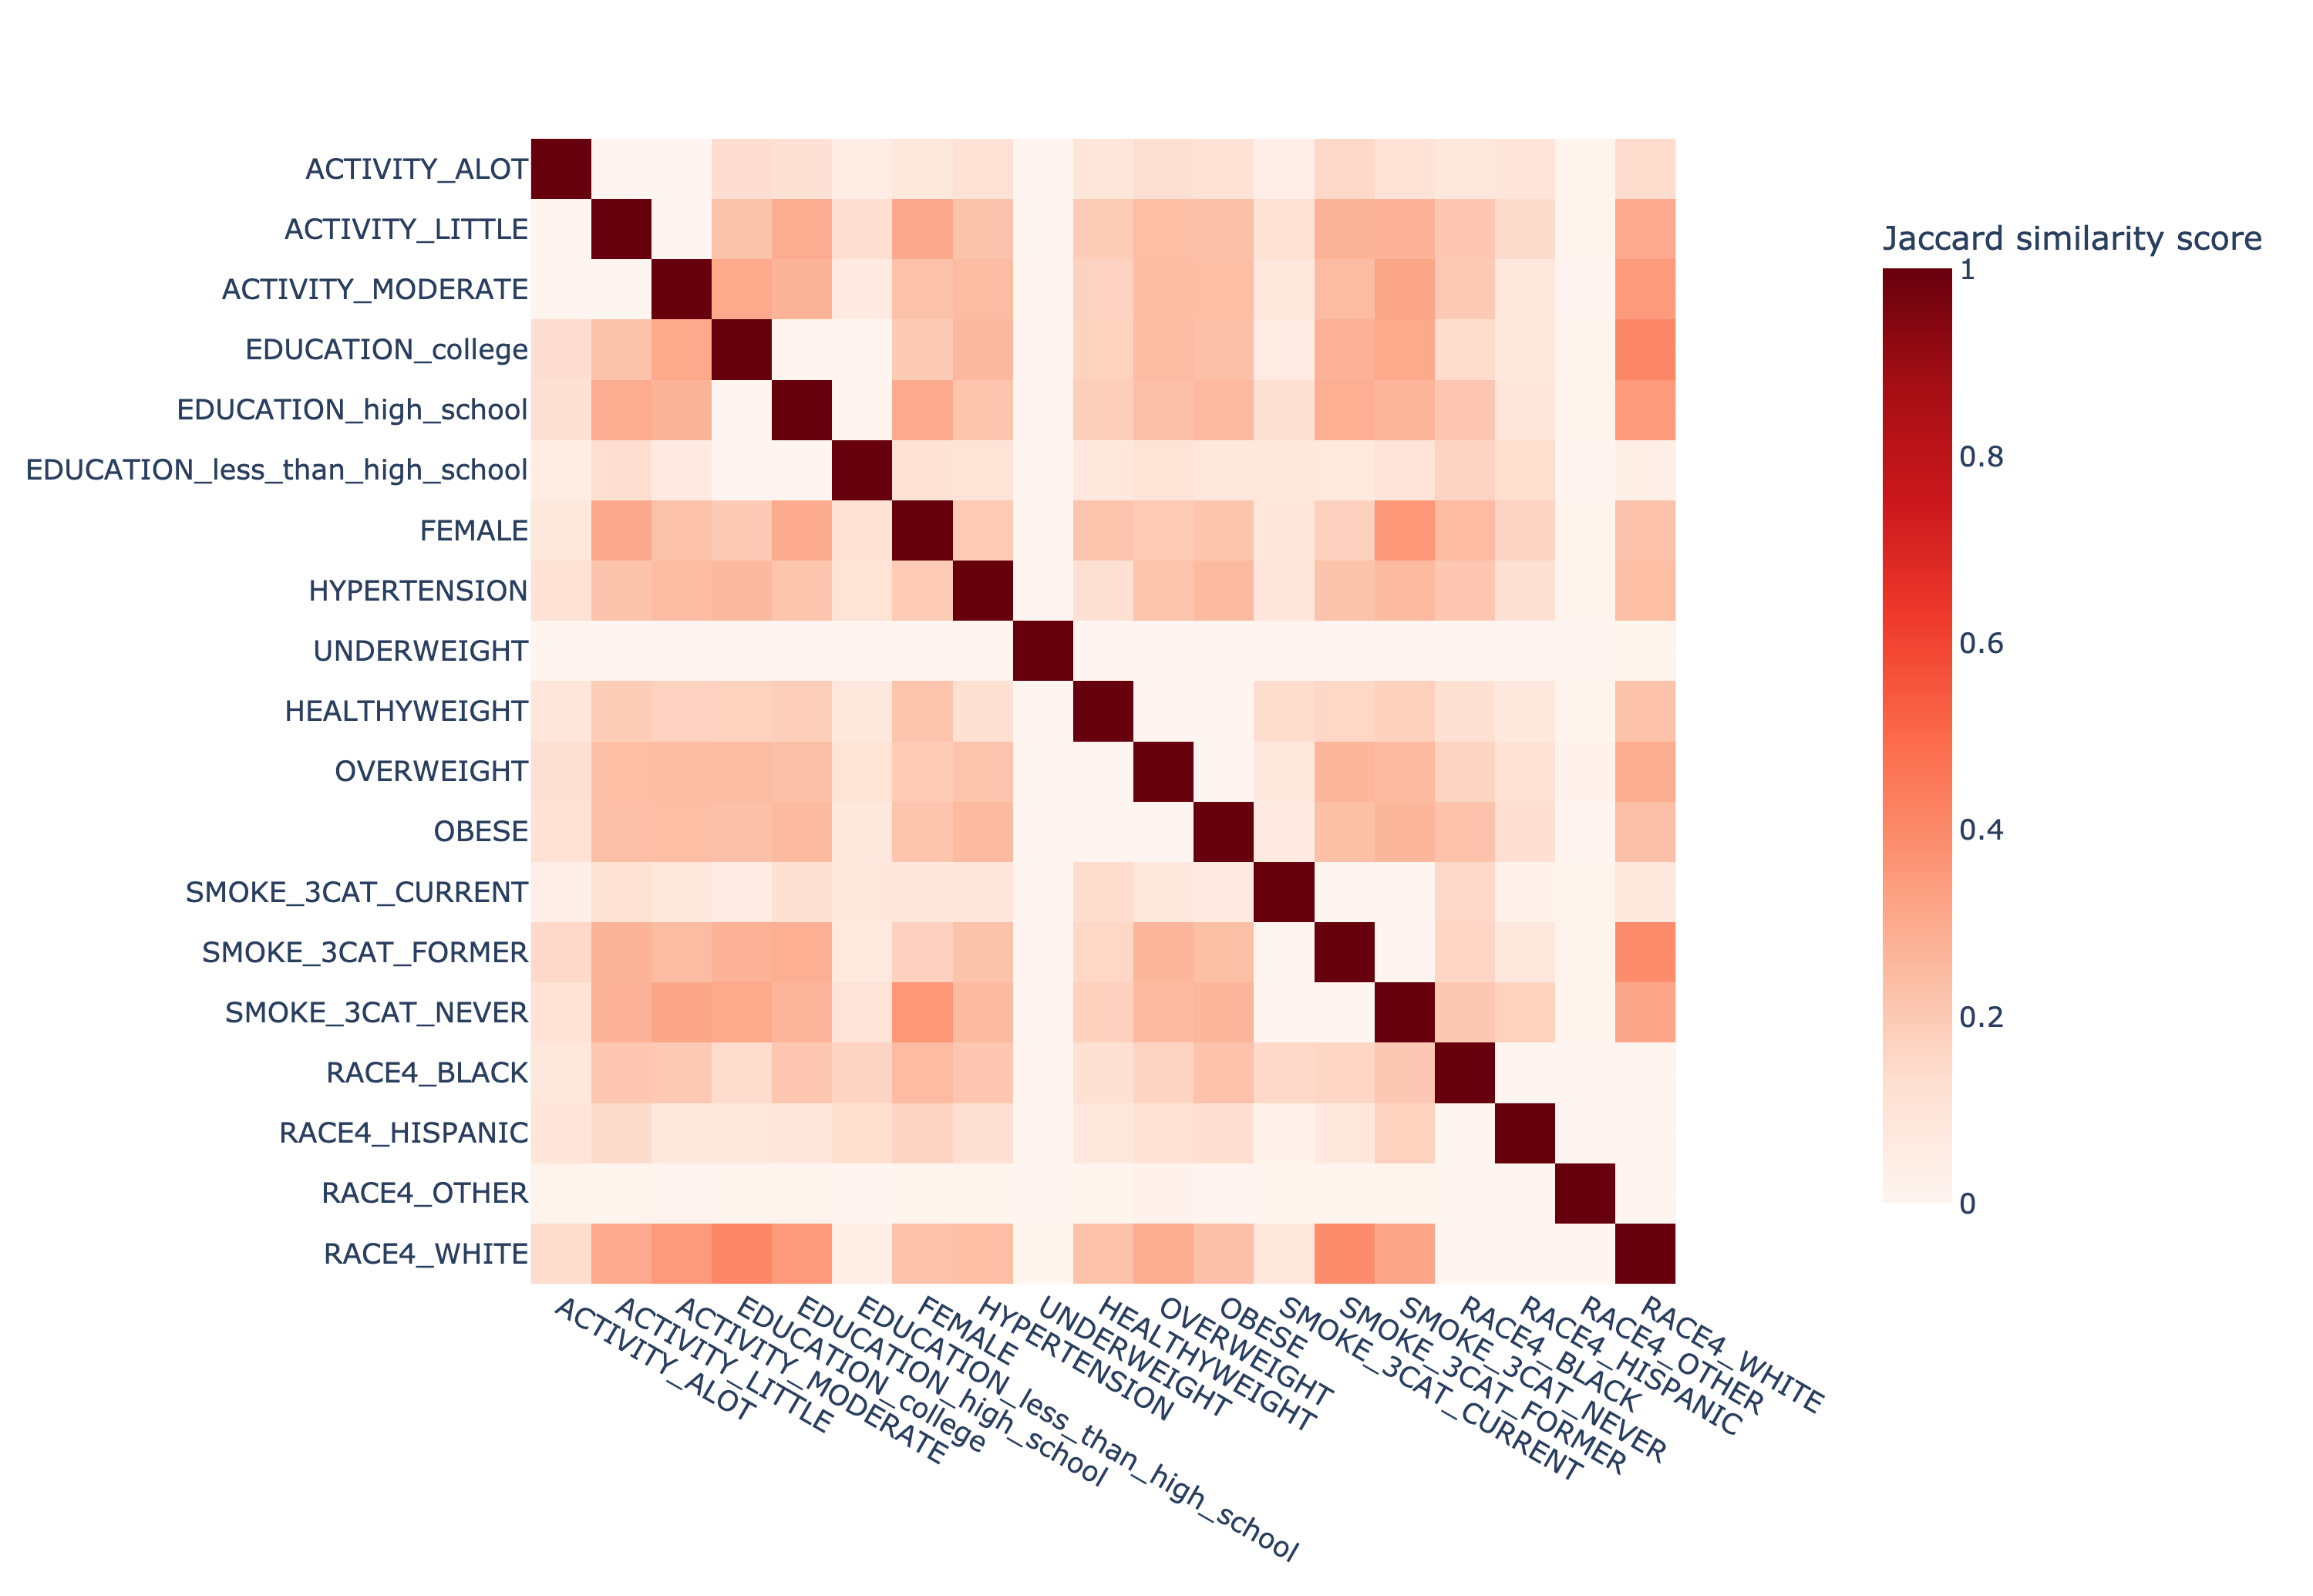 ACTIVITY_ALOT
ACTIVITY_LITTLE
ACTIVITY_MODERATE
EDUCATION_college
EDUCATION_high_school
EDUCATION_less_than_high_school
FEMALE
HYPERTENSION
UNDERWEIGHT
HEALTHYWEIGHT
OVERWEIGHT
OBESE
SMOKE_3CAT_CURRENT
SMOKE_3CAT_FORMER
SMOKE_3CAT_NEVER
RACE4_BLACK
RACE4_HISPANIC
RACE4_OTHER
RACE4_WHITE
ACTIVITY_ALOT
ACTIVITY_LITTLE
ACTIVITY_MODERATE
EDUCATION_college
EDUCATION_high_school
EDUCATION_less_than_high_school
FEMALE
HYPERTENSION
UNDERWEIGHT
HEALTHYWEIGHT
OVERWEIGHT
OBESE
SMOKE_3CAT_CURRENT
SMOKE_3CAT_FORMER
SMOKE_3CAT_NEVER
RACE4_BLACK
RACE4_HISPANIC
RACE4_OTHER
RACE4_WHITE
Jaccard similarity score
1
0.8
0.6
0.4
0.2
0